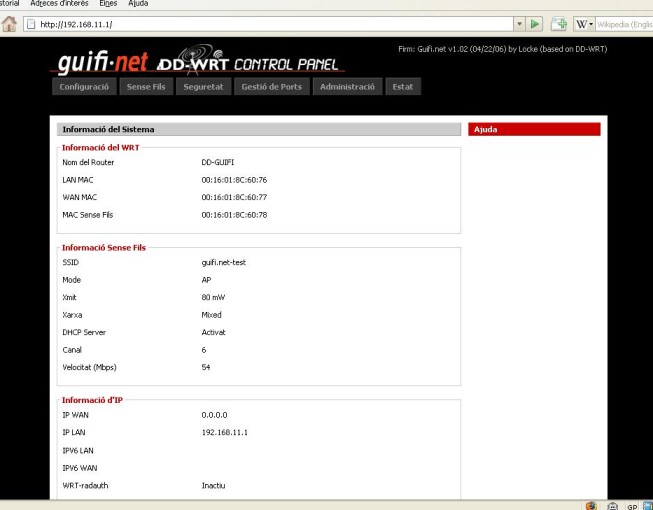 storial Adreces d'interés Eines Ajuda
http://192.168.11.1/
W Wikipedia (Englis
guifi·net DD-WRT CONTROL PANEL
Firm: Guifi.net v1.02 (04/22/06) by Locke (based on DD-WRT)
Configuració Sense Fils Seguretat Gestió de Ports Administració Estat
Informació del Sistema
Ajuda
Informació del WRT
Nom del Router DD-GUIFI
LAN MAC 00:16:01:8C:60:76
WAN MAC 00:16:01:8C:60:77
MAC Sense Fils 00:16:01:8C:60:78
Informació Sense Fils
SSID guifi.net-test
Mode AP
Xmit 80 mW
Xarxa Mixed
DHCP Server Activat
Canal 6
Velocitat (Mbps) 54
Informació d'IP
IP WAN 0.0.0.0
IP LAN 192.168.11.1
IPV6 LAN
IPV6 WAN
WRT-radauth Inactiu
GP